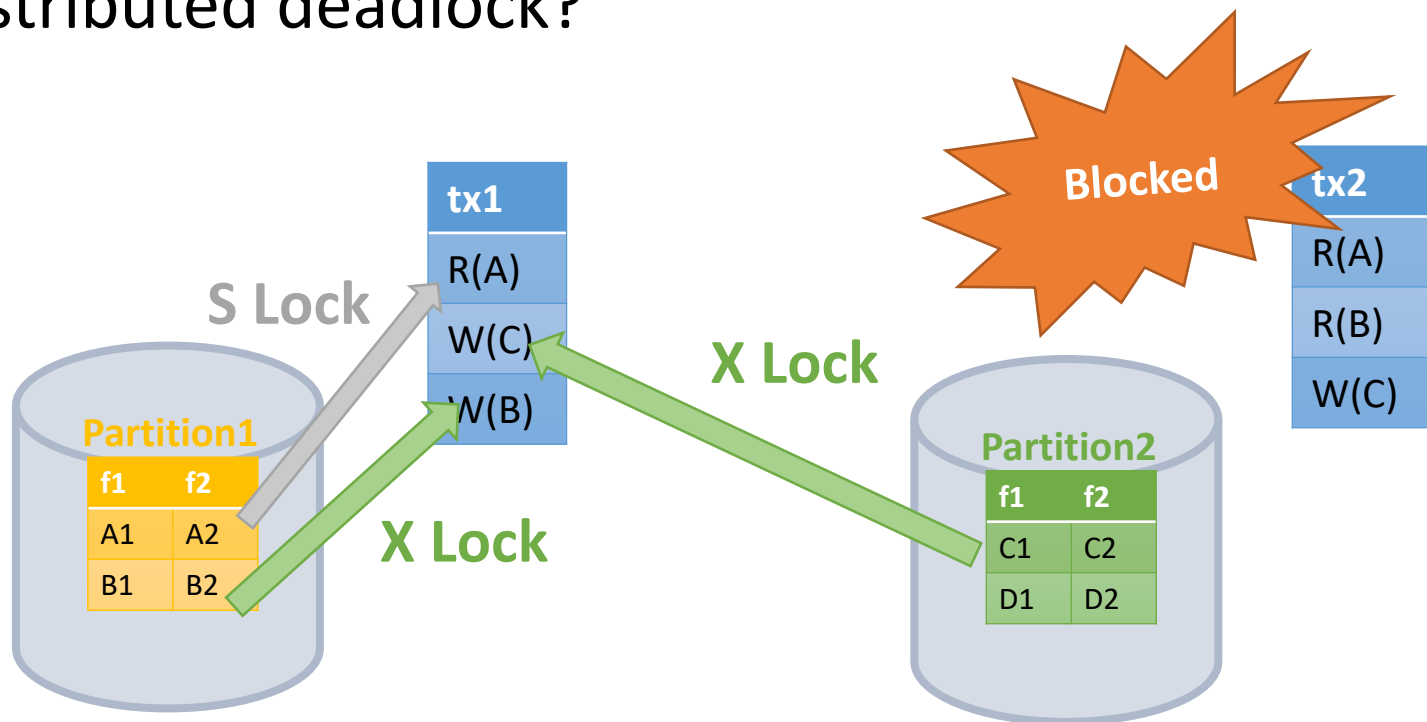 deadlock?
Blocked
tx1
R(A)
W(C)
W(B)
tx2
R(A)
R(B)
W(C)
S Lock
X Lock
X Lock
Partition1
f1 f2
A1 A2
B1 B2
Partition2
f1 f2
C1 C2
D1 D2